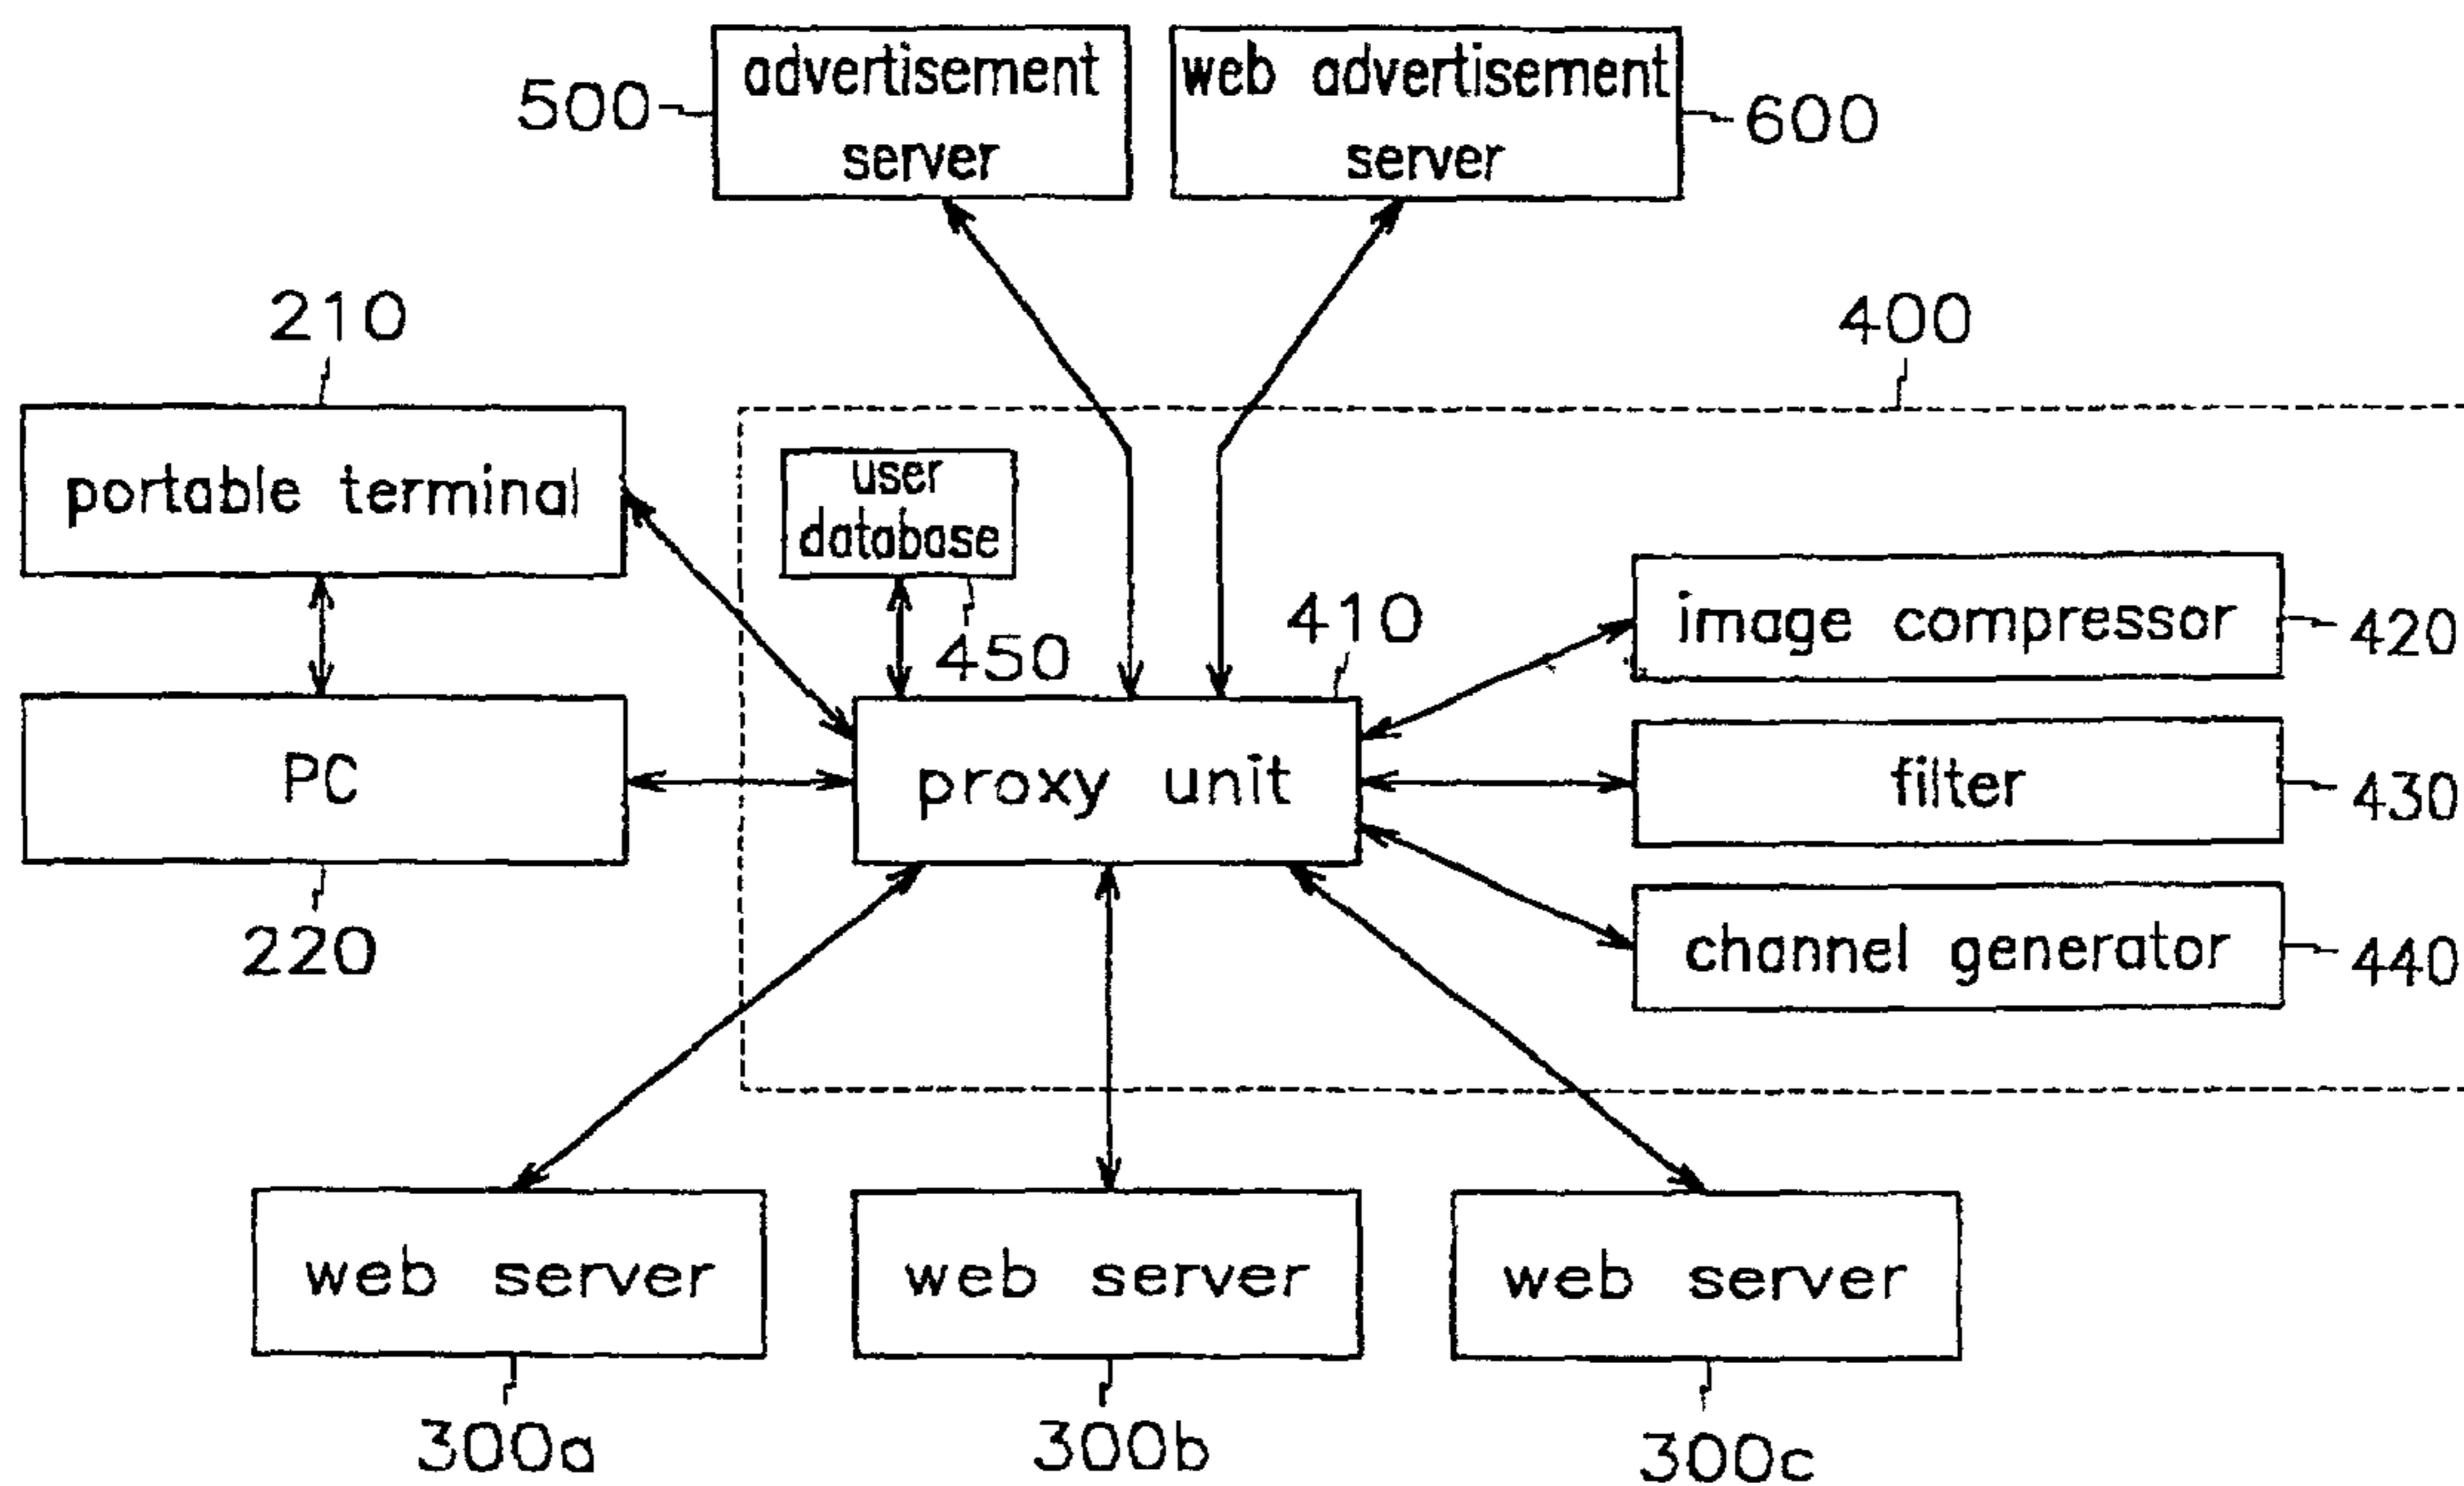 500
advertisement
server
web advertisement
server
600
210
400
portable terminal
user
database
450
410
image compressor
420
PC
proxy unit
filter
430
220
channel generator
440
web server
web server
web server
300a
300b
300c